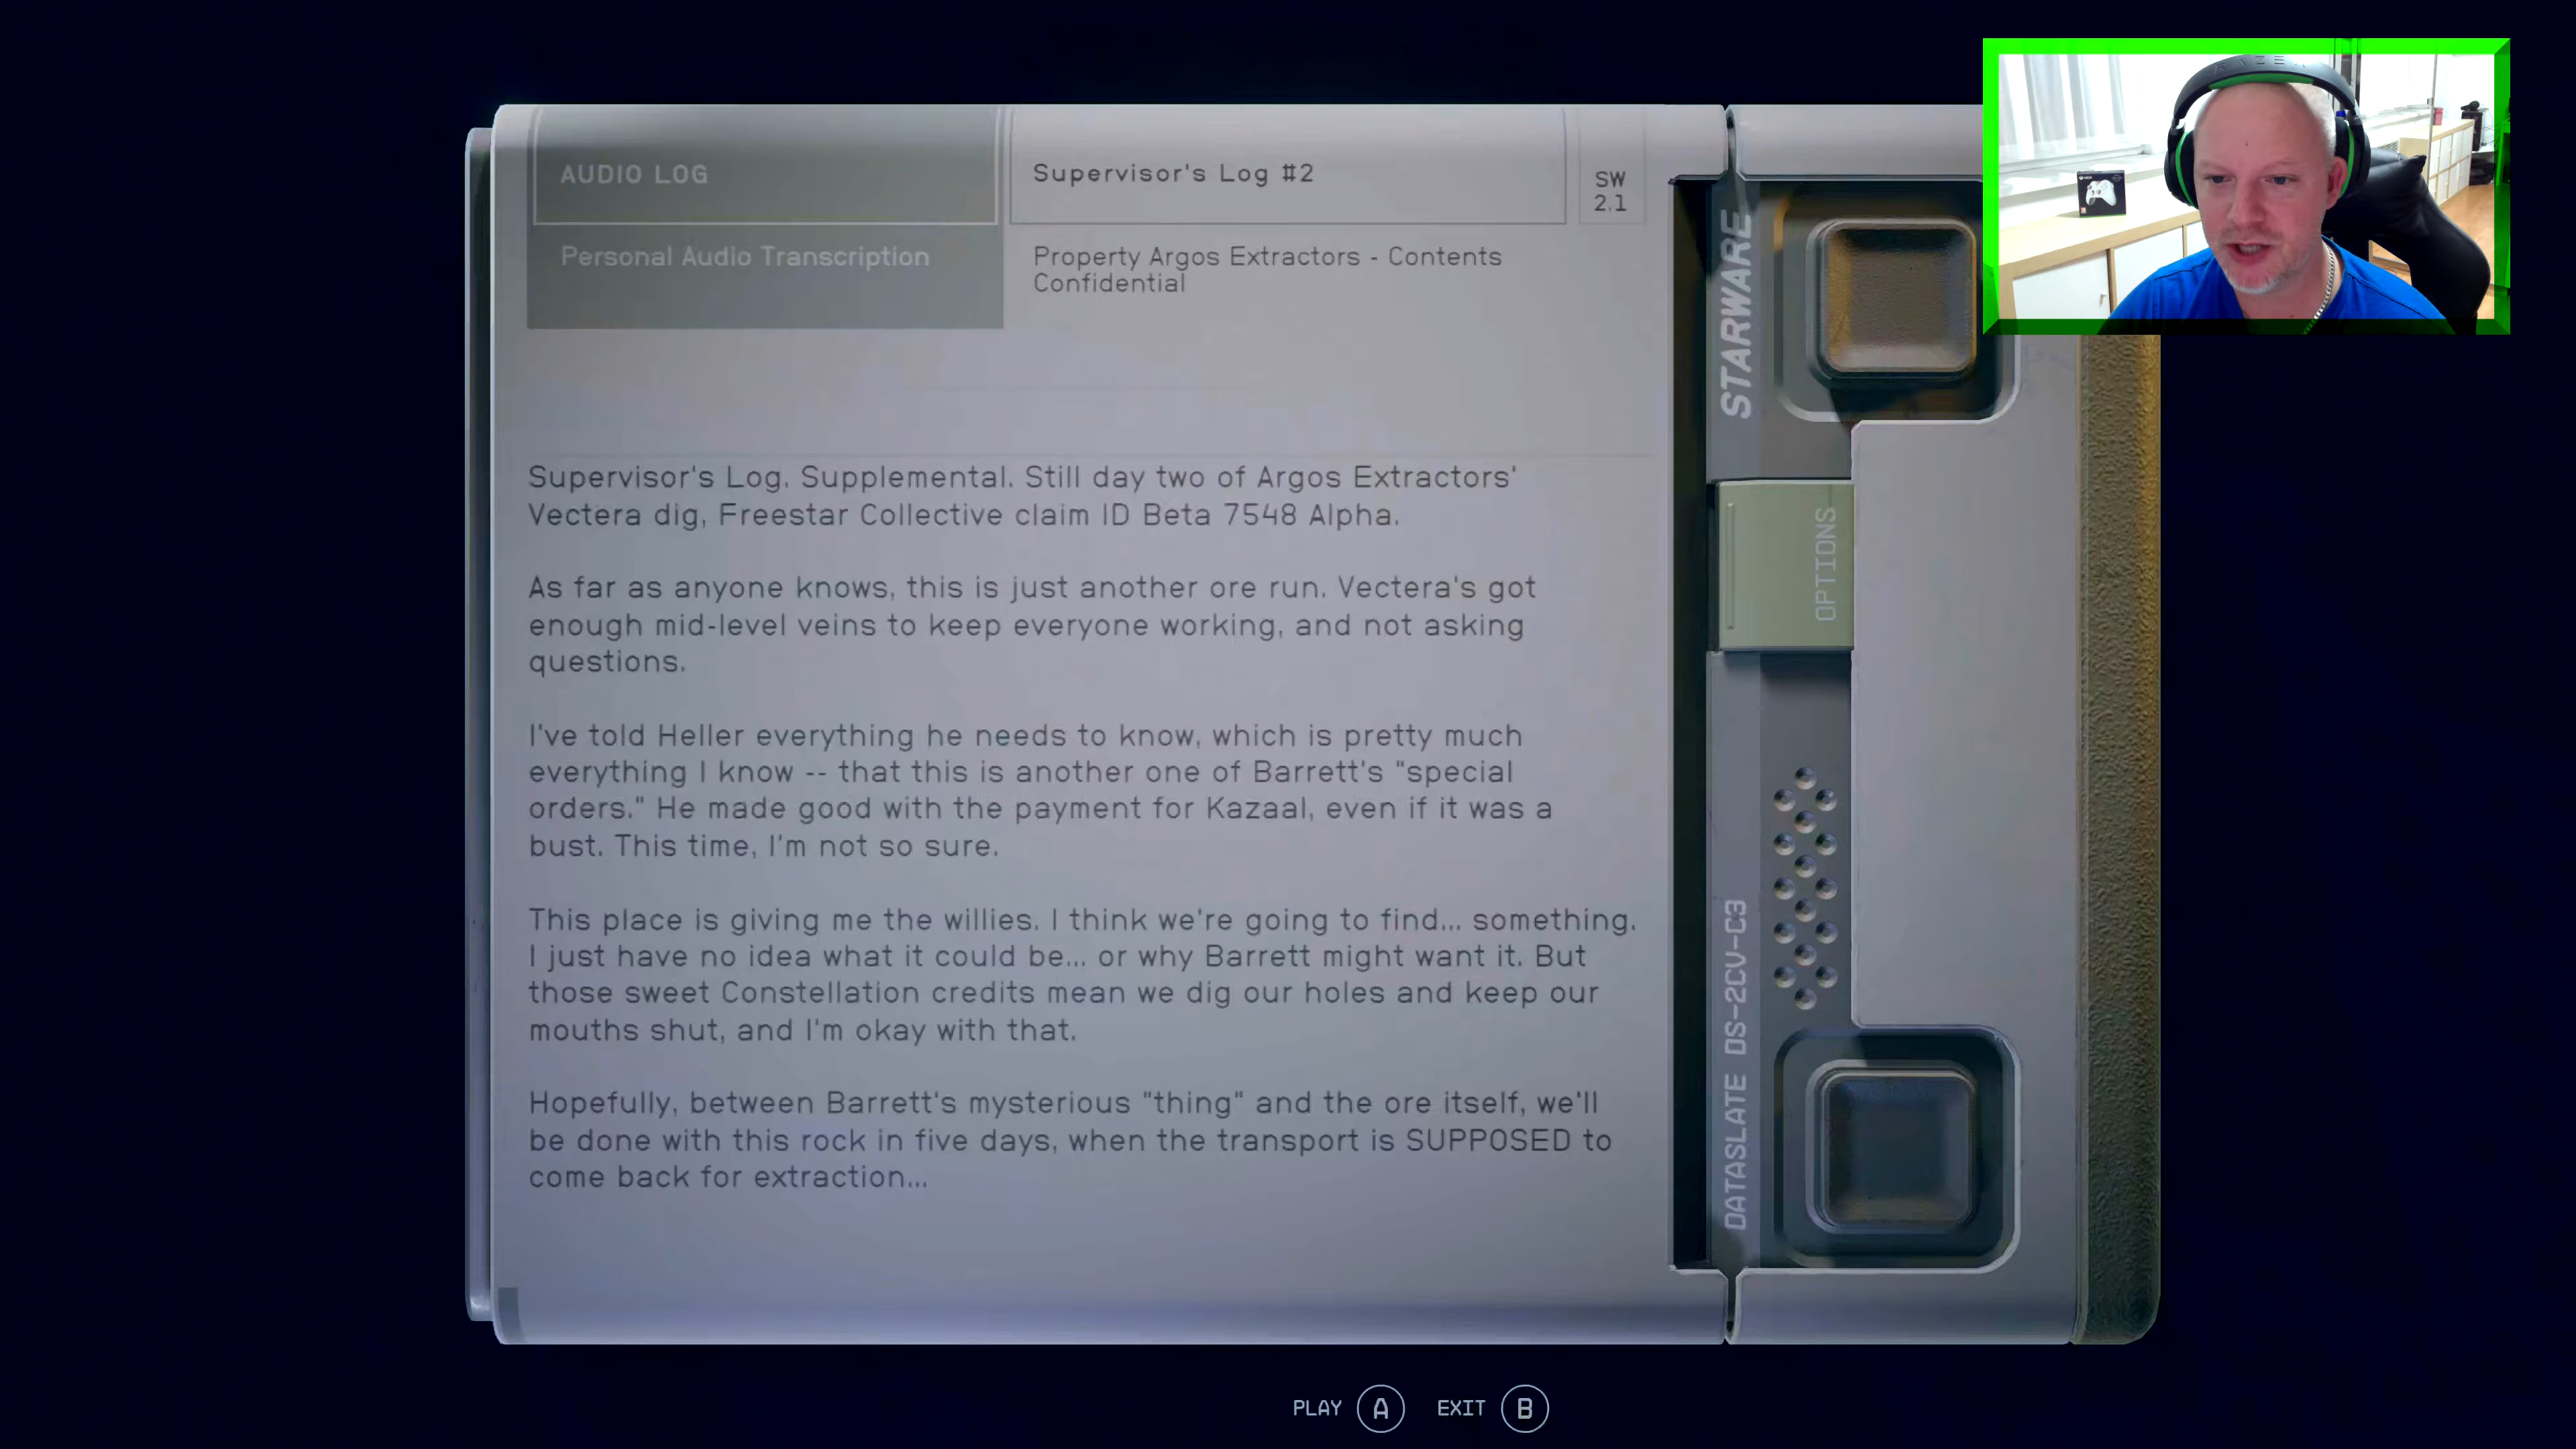 AUDIO LOG
Supervisor's Log #2
SW
2.1
Personal Audio Transcription
Property Argos Extractors - Contents
Confidential
Supervisor's Log. Supplemental. Still day two of Argos Extractors'
Vectera dig, Freestar Collective claim ID Beta 7548 Alpha.
As far as anyone knows, this is just another ore run. Vectera's got
enough mid-level veins to keep everyone working, and not asking
questions.
I've told Heller everything he needs to know, which is pretty much
everything I know -- that this is another one of Barrett's "special
orders." He made good with the payment for Kazaal, even if it was a
bust. This time, I'm not so sure.
This place is giving me the willies. I think we're going to find... something.
I just have no idea what it could be... or why Barrett might want it. But
those sweet Constellation credits mean we dig our holes and keep our
mouths shut, and I'm okay with that.
Hopefully, between Barrett's mysterious "thing" and the ore itself, we'll
be done with this rock in five days, when the transport is SUPPOSED to
come back for extraction...
STARWARE
OPTIONS
DATASLATE DS-2CV-C3
PLAY A EXIT B